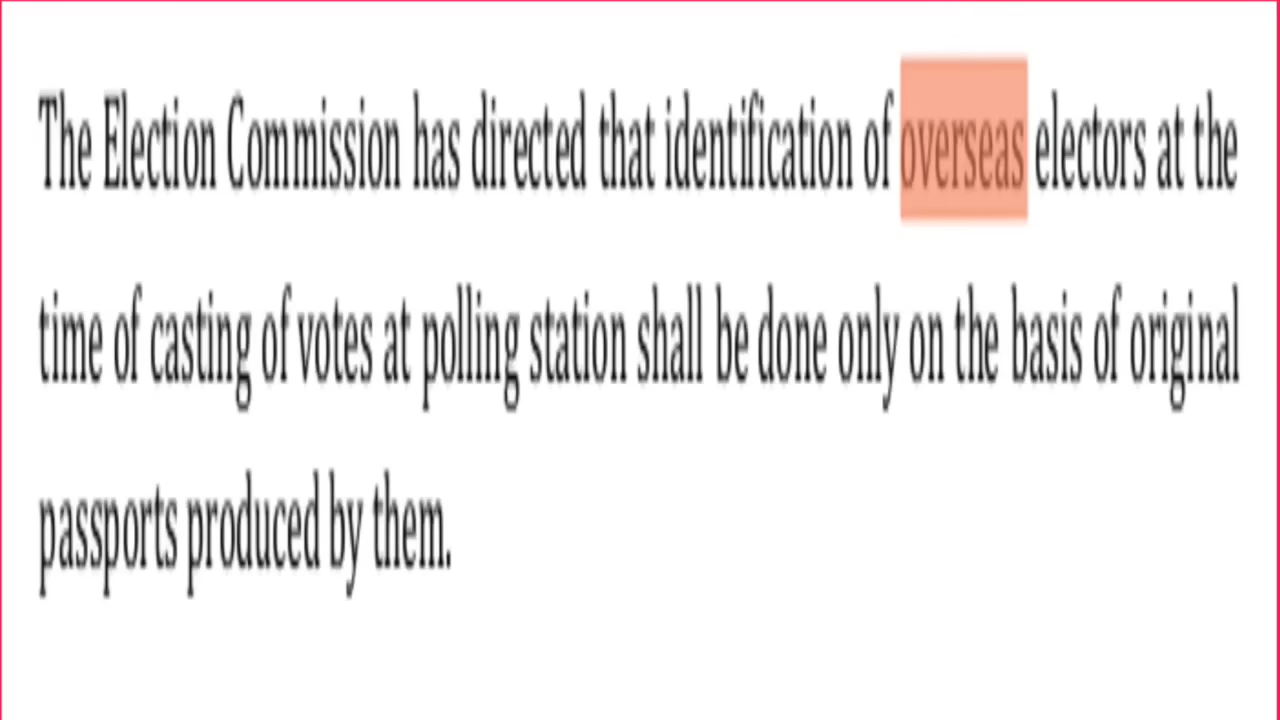 The Election Commission has directed that identification of overseas electors at the
time of casting of votes at polling station shall be done only on the basis of original
passports produced by them.